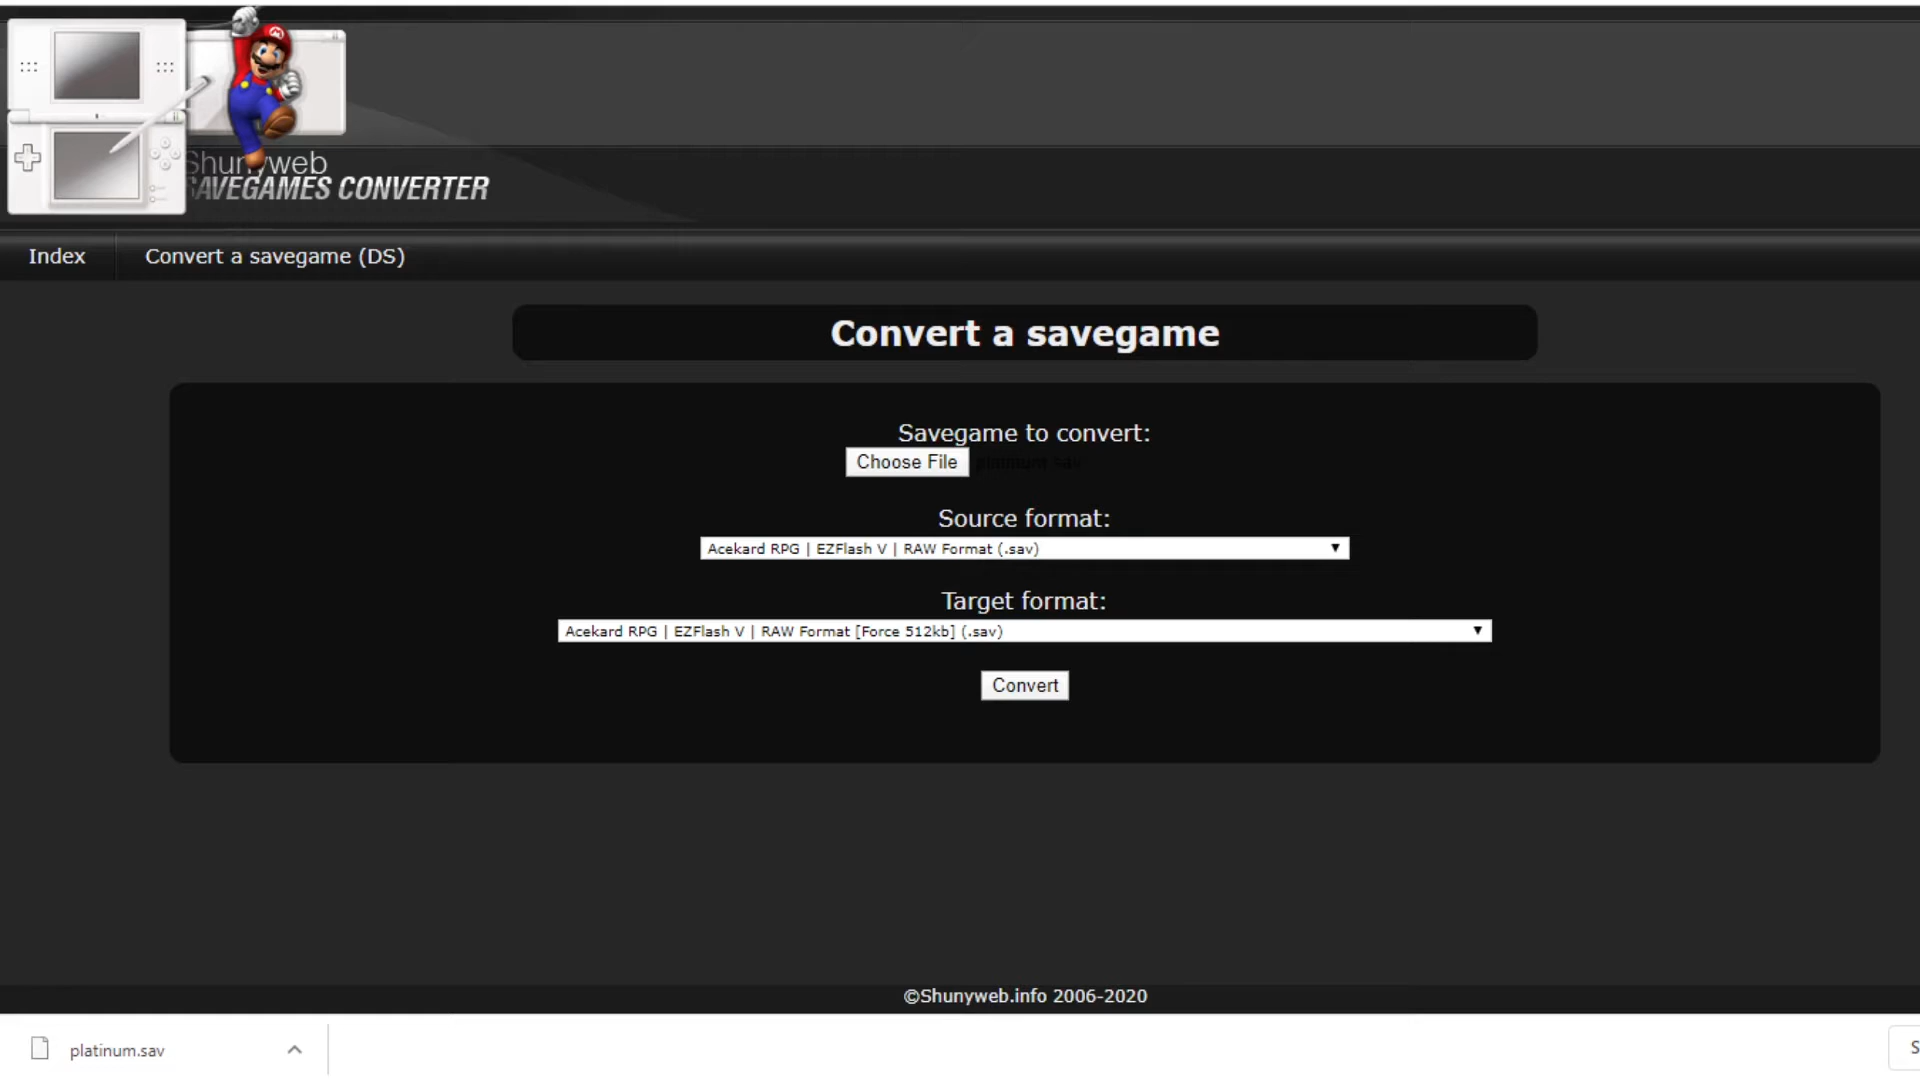 Shunyweb
SAVEGAMES CONVERTER
Index
Convert a savegame (DS)
Convert a savegame
Savegame to convert:
Choose File platinum.sav
Source format:
Acekard RPG | EZFlash V | RAW Format (.sav)
Target format:
Acekard RPG | EZFlash V | RAW Format [Force 512kb] (.sav)
Convert
©Shunyweb.info 2006-2020
platinum.sav
S